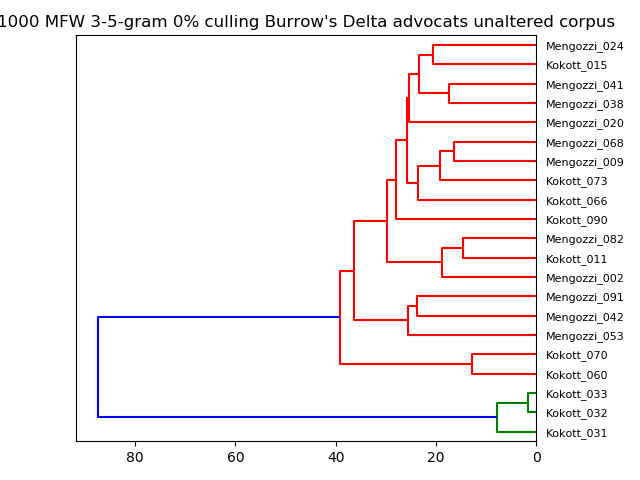 1000 MFW 3-5-gram 0% culling Burrow's Delta advocats unaltered corpus
Mengozzi_024
Kokott_015
Mengozzi_041
Mengozzi_038
Mengozzi_020
Mengozzi_068
Mengozzi_009
Kokott_073
Kokott_066
Kokott_090
Mengozzi_082
Kokott_011
Mengozzi_002
Mengozzi_091
Mengozzi_042
Mengozzi_053
Kokott_070
Kokott_060
Kokott_033
Kokott_032
Kokott_031
80 60 40 20 0